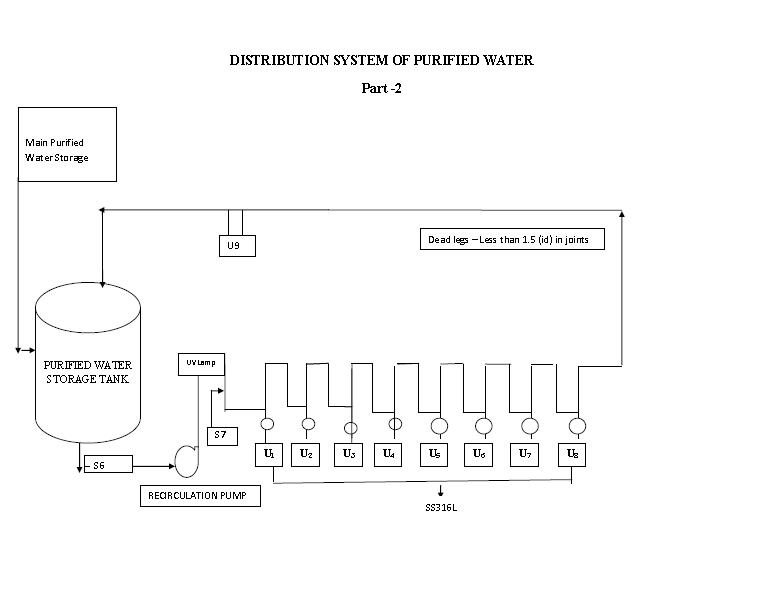 DISTRIBUTION SYSTEM OF PURIFIED WATER
Part -2
Main Purified
Water Storage
U9
Dead legs – Less than 1.5 (id) in joints
UV Lamp
PURIFIED WATER
STORAGE TANK
S7
S6
U1 U2 U3 U4 U5 U6 U7 U8
RECIRCULATION PUMP
SS316L